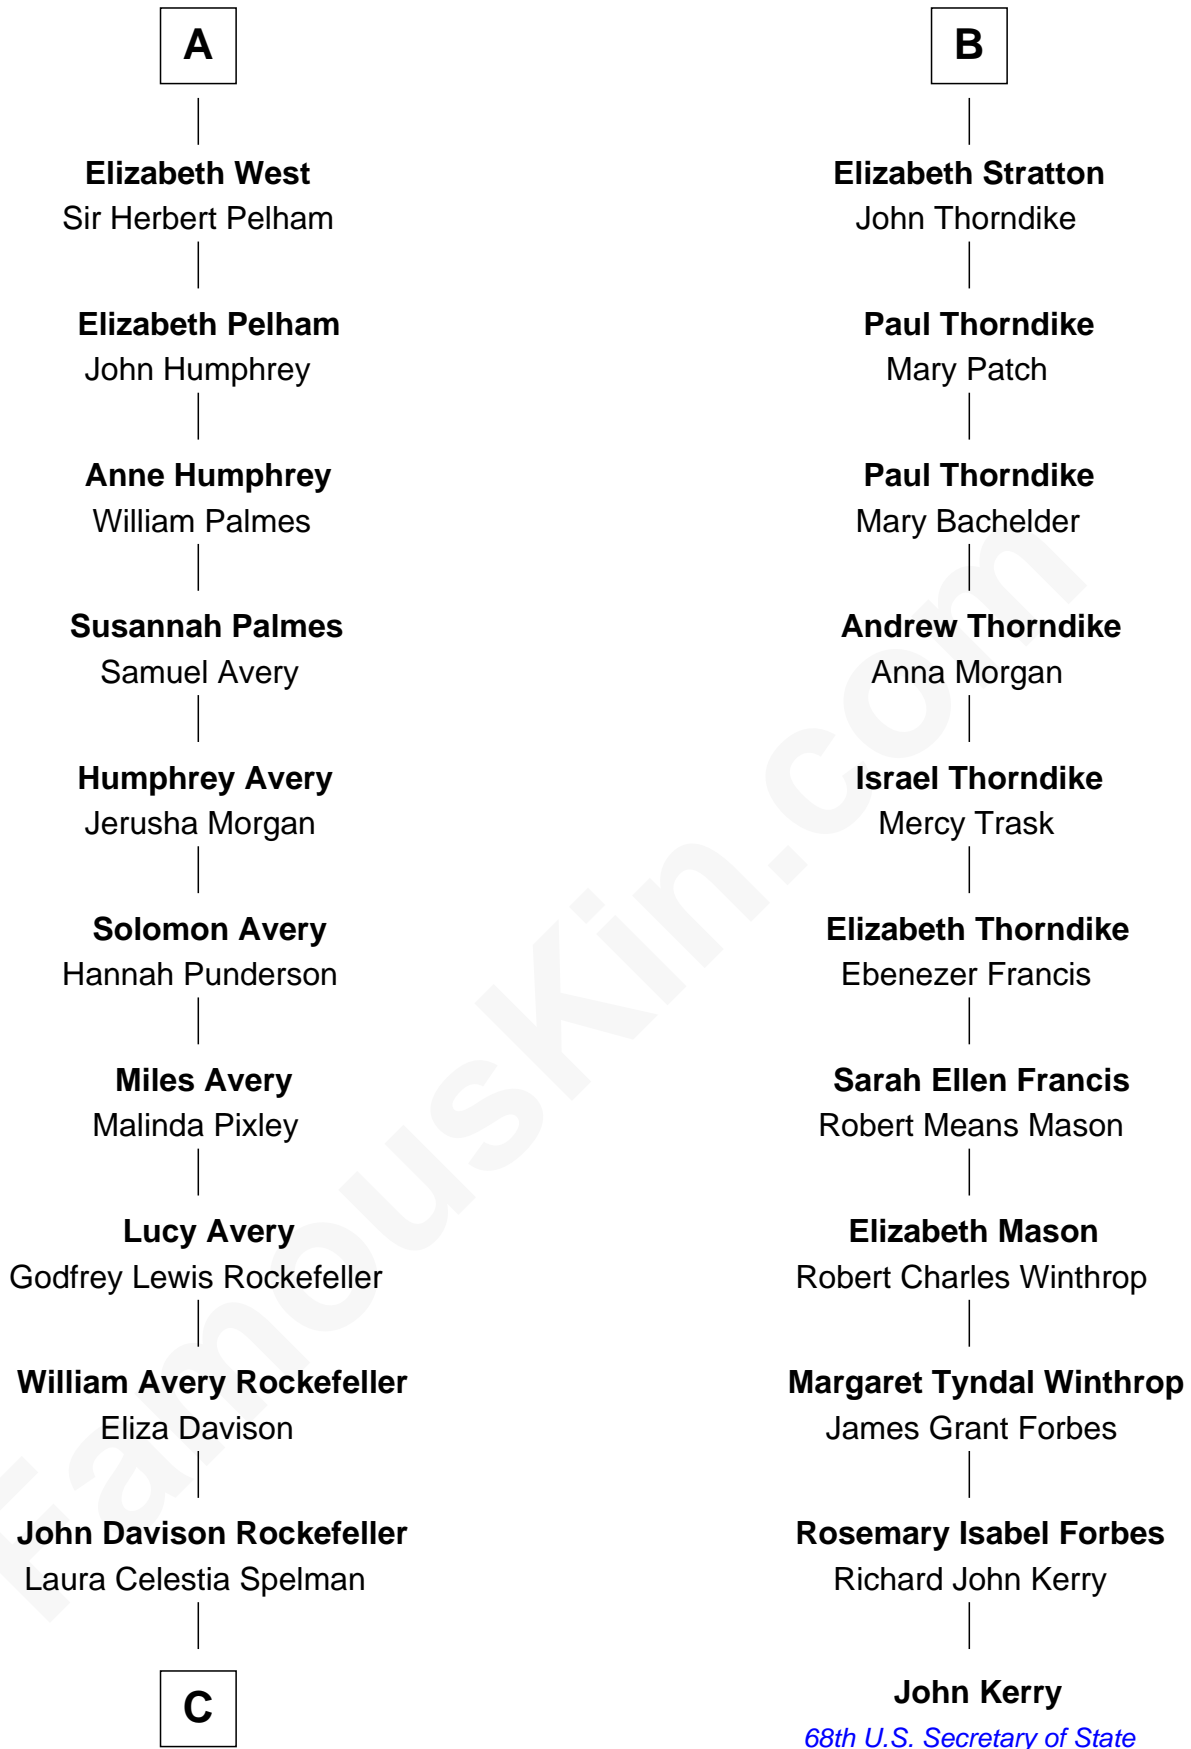 A
Elizabeth West
Sir Herbert Pelham
Elizabeth Pelham
John Humphrey
Anne Humphrey
William Palmes
Susannah Palmes
Samuel Avery
Humphrey Avery
Jerusha Morgan
Solomon Avery
Hannah Punderson
Miles Avery
Malinda Pixley
Lucy Avery
Godfrey Lewis Rockefeller
William Avery Rockefeller
Eliza Davison
John Davison Rockefeller
Laura Celestia Spelman
C
B
Elizabeth Stratton
John Thorndike
Paul Thorndike
Mary Patch
Paul Thorndike
Mary Bachelder
Andrew Thorndike
Anna Morgan
Israel Thorndike
Mercy Trask
Elizabeth Thorndike
Ebenezer Francis
Sarah Ellen Francis
Robert Means Mason
Elizabeth Mason
Robert Charles Winthrop
Margaret Tyndal Winthrop
James Grant Forbes
Rosemary Isabel Forbes
Richard John Kerry
John Kerry
68th U.S. Secretary of State
FamousKin.com